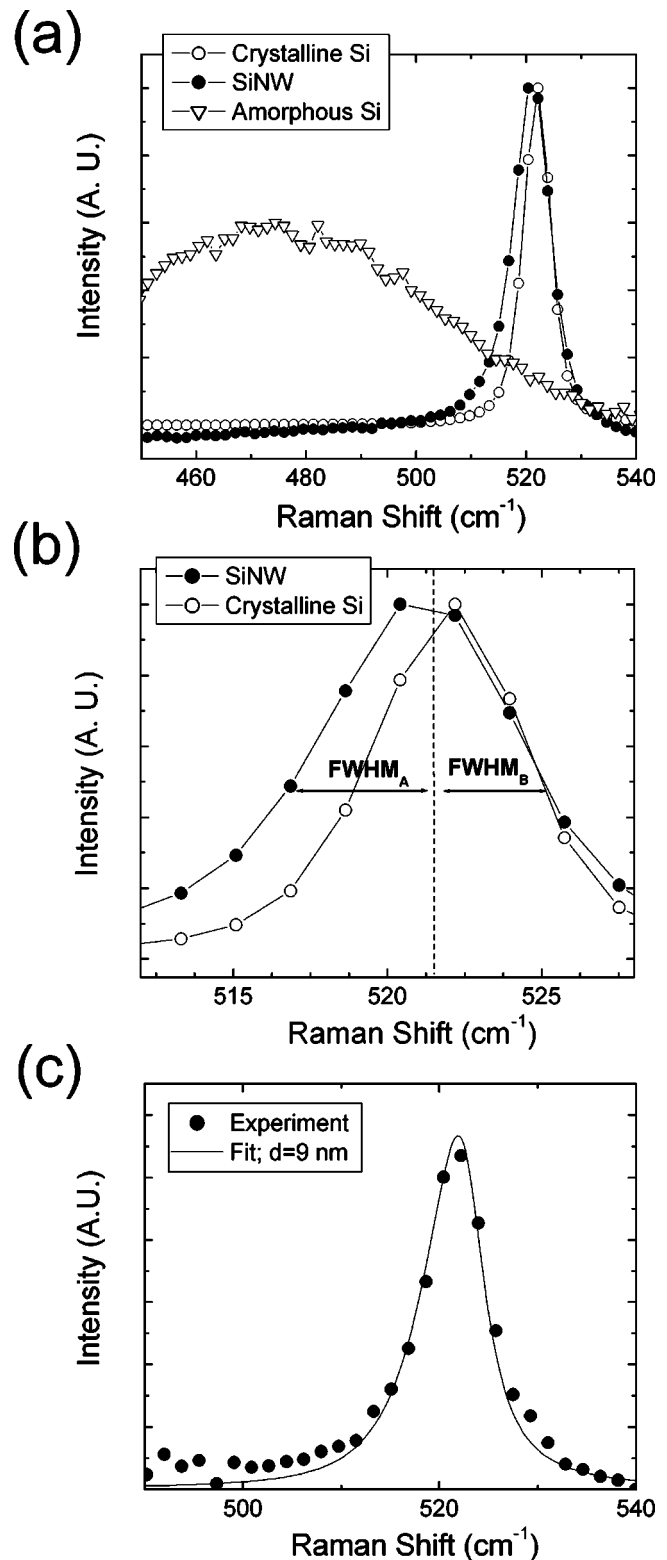 (a)
Crystalline Si
SiNW
Amorphous Si
Intensity (A. U.)
460 480 500 520 540
Raman Shift (cm⁻¹)
(b)
SiNW
Crystalline Si
FWHM_A FWHM_B
Intensity (A. U.)
515 520 525
Raman Shift (cm⁻¹)
(c)
Experiment
Fit; d=9 nm
Intensity (A.U.)
500 520 540
Raman Shift (cm⁻¹)